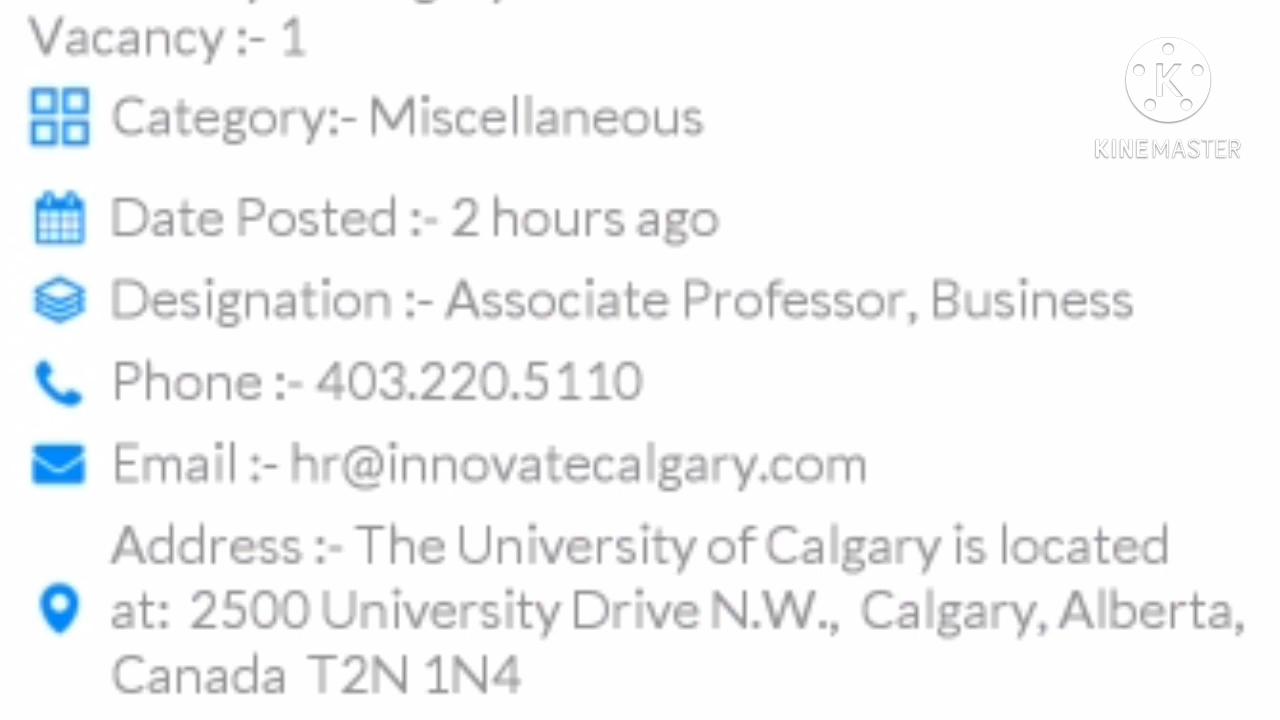 Vacancy :- 1
K
KINEMASTER
Category:- Miscellaneous
Date Posted :- 2 hours ago
Designation :- Associate Professor, Business
Phone :- 403.220.5110
Email :- hr@innovatecalgary.com
Address :- The University of Calgary is located
at: 2500 University Drive N.W., Calgary, Alberta,
Canada T2N 1N4